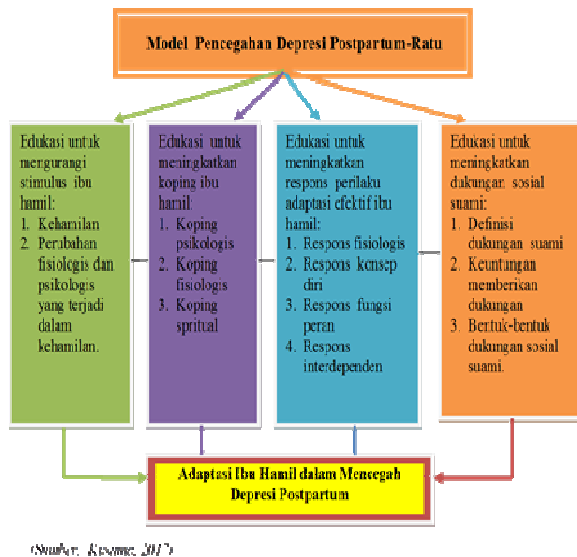 Model Pencegahan Depresi Postpartum-Ratu
Edukasi untuk
mengurangi
stimulus ibu
hamil:
1. Kehamilan
2. Perubahan
fisiologis dan
psikologis
yang terjadi
dalam
kehamilan.
Edukasi untuk
meningkatkan
koping ibu
hamil:
1. Koping
psikologis
2. Koping
fisiologis
3. Koping
spritual
Edukasi untuk
meningkatkan
respons perilaku
adaptasi efektif ibu
hamil:
1. Respons fisiologis
2. Respons konsep
diri
3. Respons fungsi
peran
4. Respons
interdependen
Edukasi untuk
meningkatkan
dukungan sosial
suami:
1. Definisi
dukungan suami
2. Keuntungan
memberikan
dukungan
3. Bentuk-bentuk
dukungan sosial
suami.
Adaptasi Ibu Hamil dalam Mencegah
Depresi Postpartum
(Sumber, 2017)